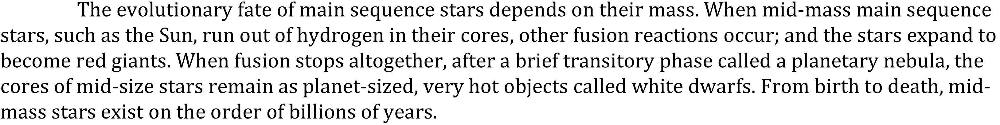 The evolutionary fate of main sequence stars depends on their mass. When mid-mass main sequence
stars, such as the Sun, run out of hydrogen in their cores, other fusion reactions occur; and the stars expand to
become red giants. When fusion stops altogether, after a brief transitory phase called a planetary nebula, the
cores of mid-size stars remain as planet-sized, very hot objects called white dwarfs. From birth to death, mid-
mass stars exist on the order of billions of years.